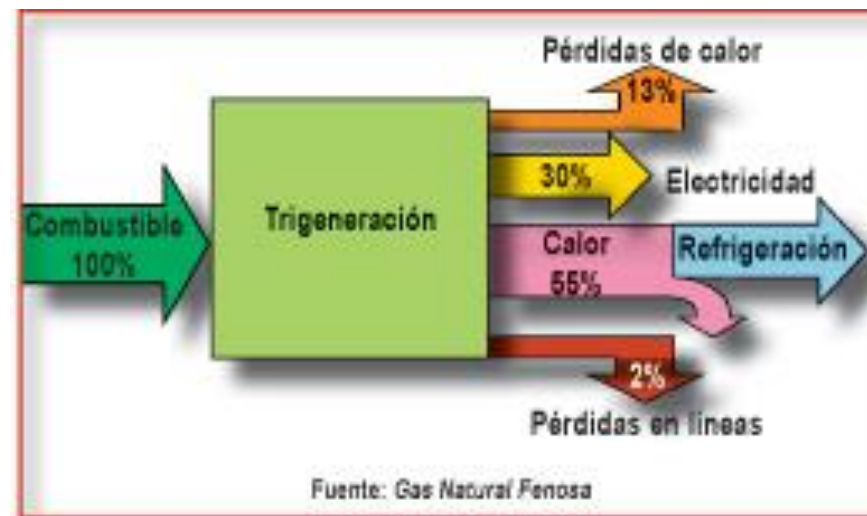 Pérdidas de calor
13%
30%
Electricidad
Combustible
100%
Trigeneración
Calor
55%
Refrigeración
2%
Pérdidas en líneas
Fuente: Gas Natural Fenosa